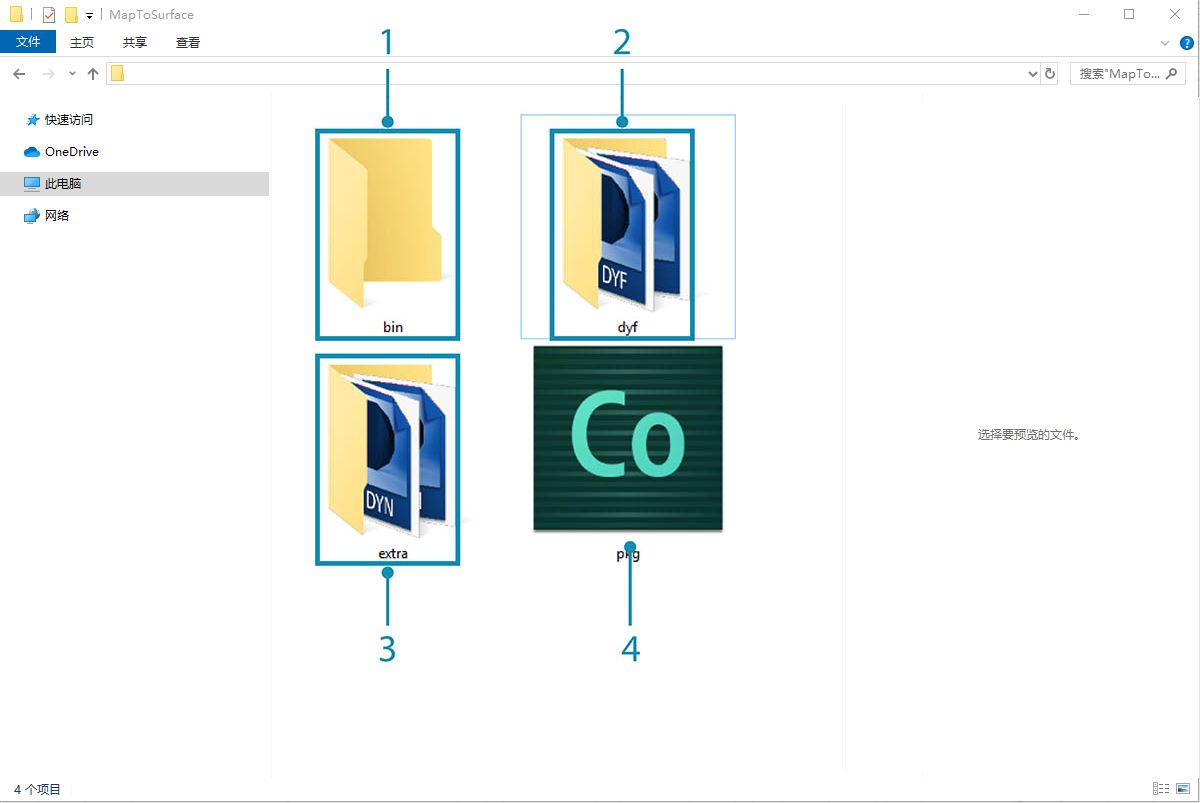 MapToSurface
文件 主页 共享 查看
搜索"MapTo...
快速访问
OneDrive
此电脑
网络
1
2
DYF
bin
dyf
DYN
Co
extra
pkg
3
4
选择要预览的文件。
4 个项目